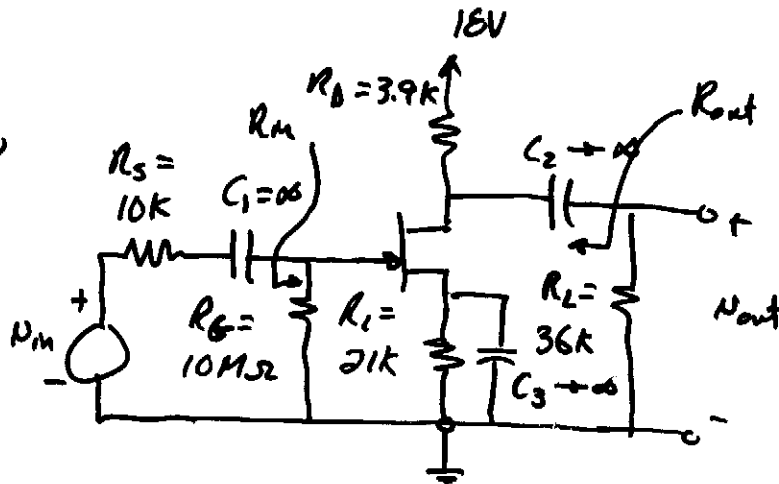 18V
R_D = 3.9K
R_in
R_out
C_2 → ∞
R_S =
10K
C_1 = ∞
+
+
R_G =
10MΩ
R_1 =
21K
R_L =
36K
v_in
v_out
-
C_3 → ∞
-